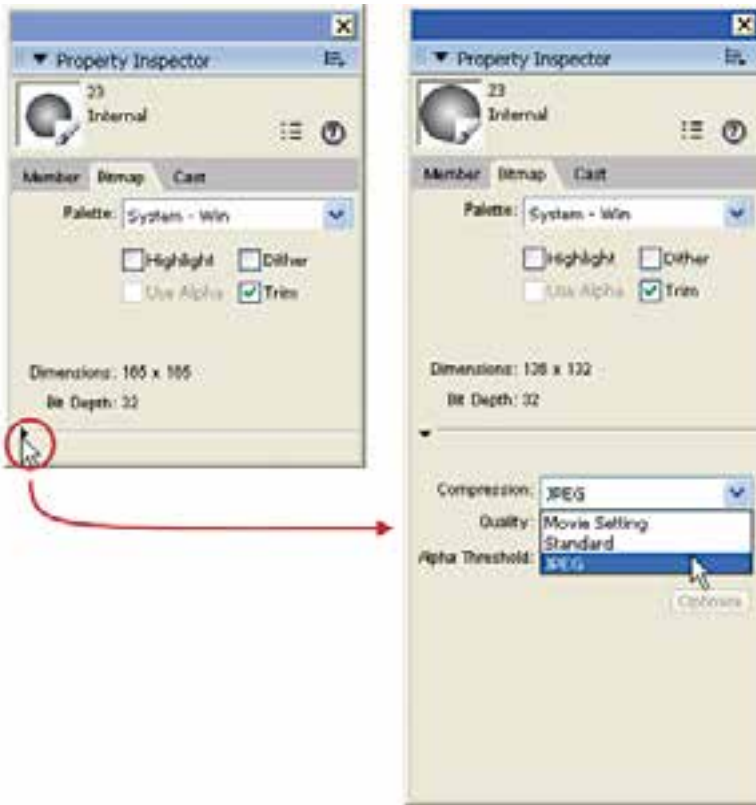 Property Inspector
23
Internal
Member Bitmap Cast
Palette: System - Win
Highlight Dither
Use Alpha Trim
Dimensions: 165 x 165
Bit Depth: 32
Property Inspector
23
Internal
Member Bitmap Cast
Palette: System - Win
Highlight Dither
Use Alpha Trim
Dimensions: 138 x 132
Bit Depth: 32
Compression: JPEG
Quality: Movie Setting
Standard
Alpha Threshold: JPEG
Optimize